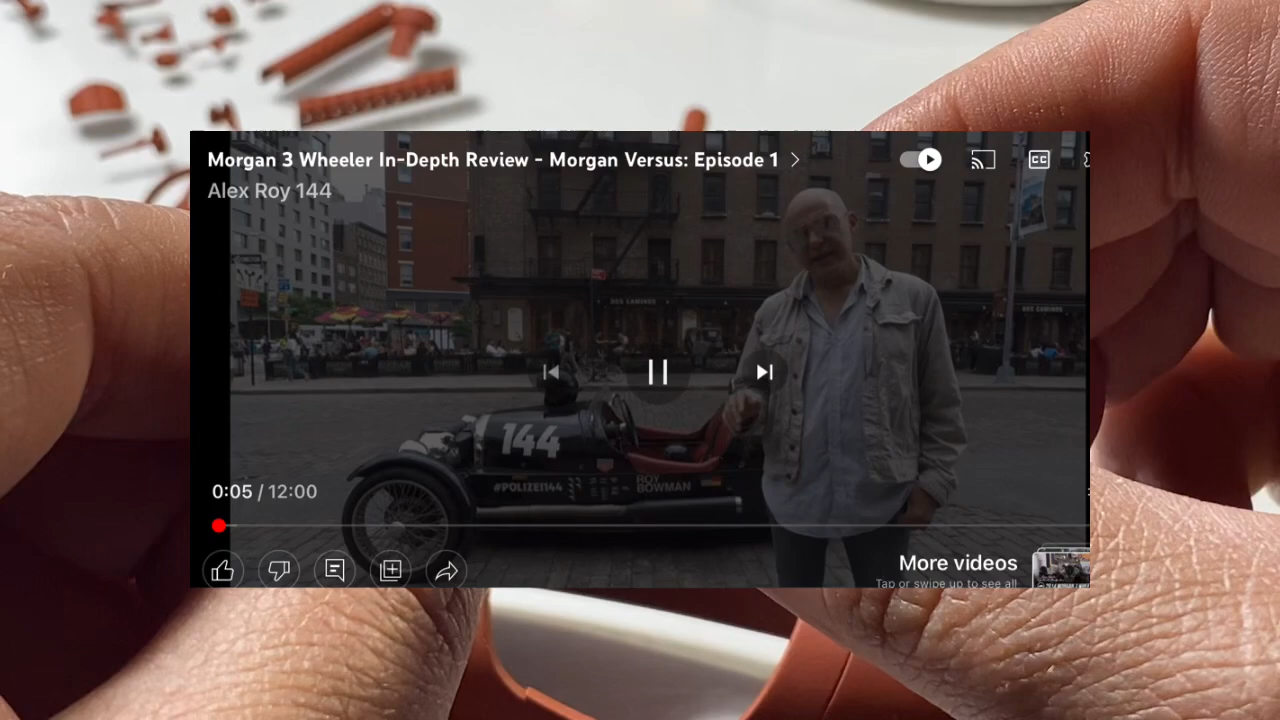 Morgan 3 Wheeler In-Depth Review - Morgan Versus: Episode 1
CC
Alex Roy 144
DOS CAMINOS
144
#POLIZEI144
ROY
BOWMAN
0:05 / 12:00
More videos
Tap or swipe up to see all